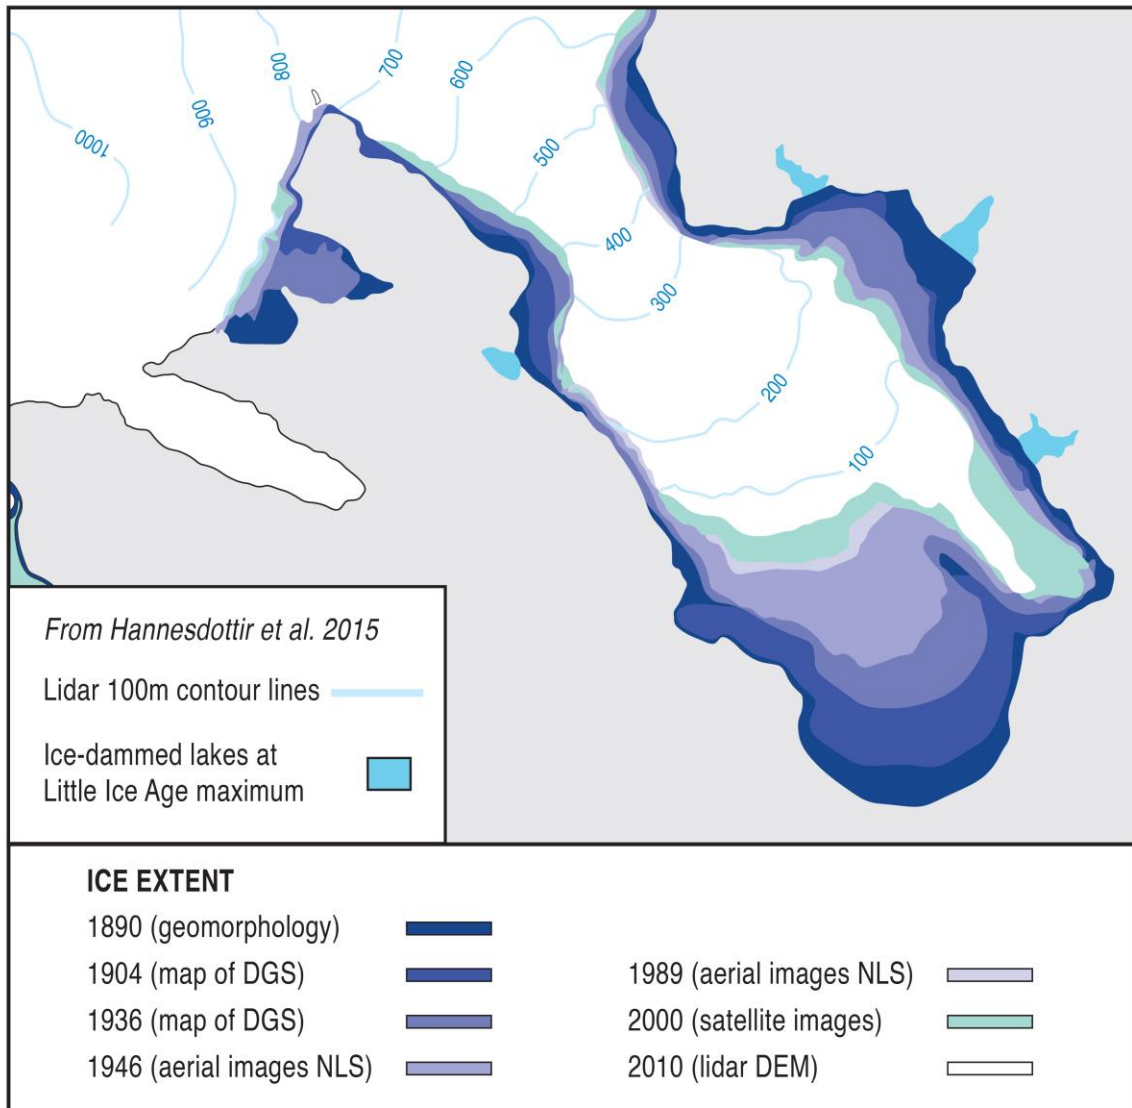 1000
900
800
700
600
500
400
300
200
100
From Hannesdottir et al. 2015
Lidar 100m contour lines
Ice-dammed lakes at
Little Ice Age maximum
ICE EXTENT
1890 (geomorphology)
1904 (map of DGS)
1936 (map of DGS)
1946 (aerial images NLS)
1989 (aerial images NLS)
2000 (satellite images)
2010 (lidar DEM)